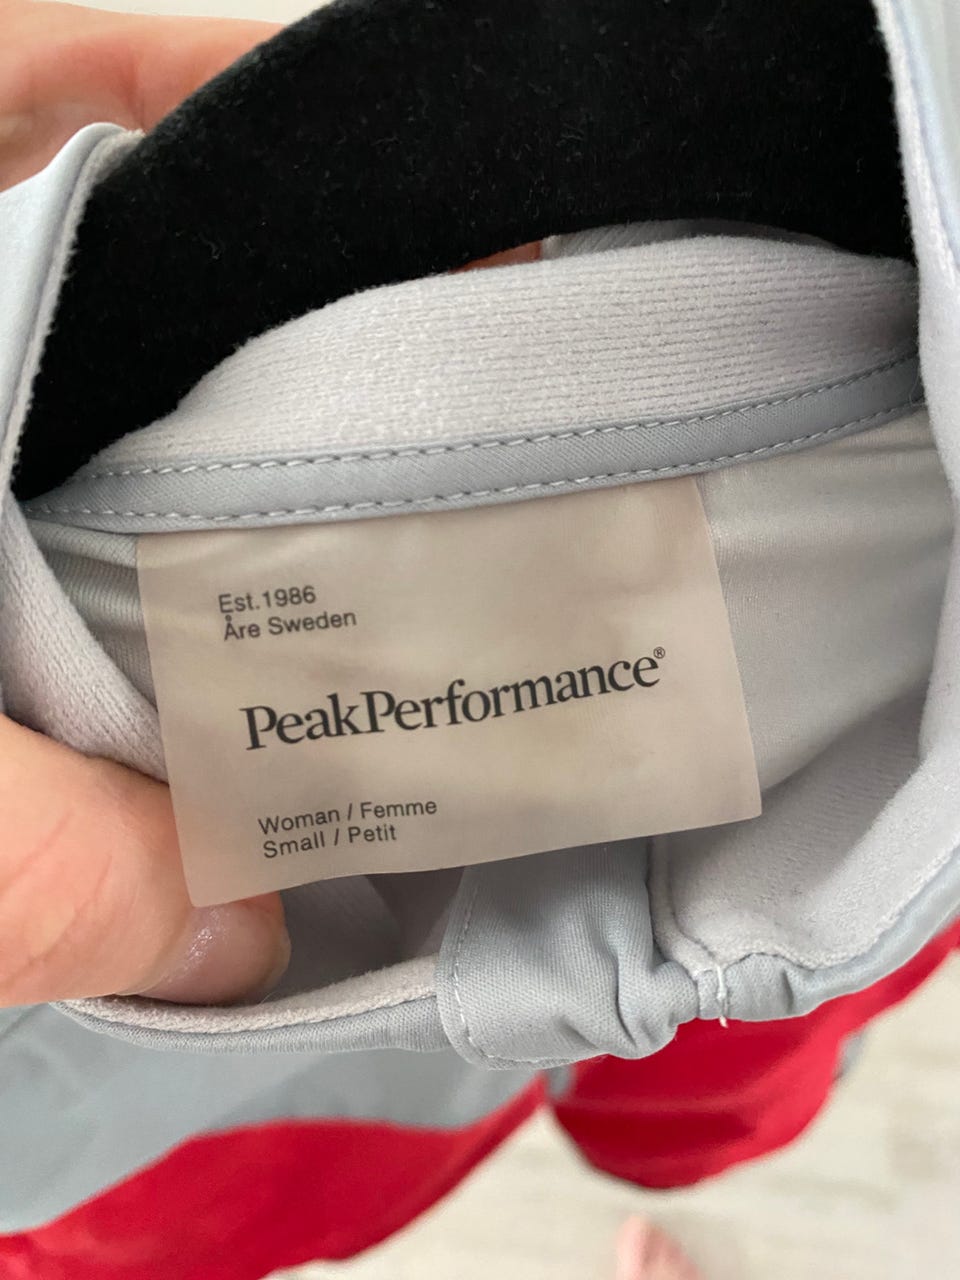 Est.1986
Åre Sweden
PeakPerformance®
Woman / Femme
Small / Petit